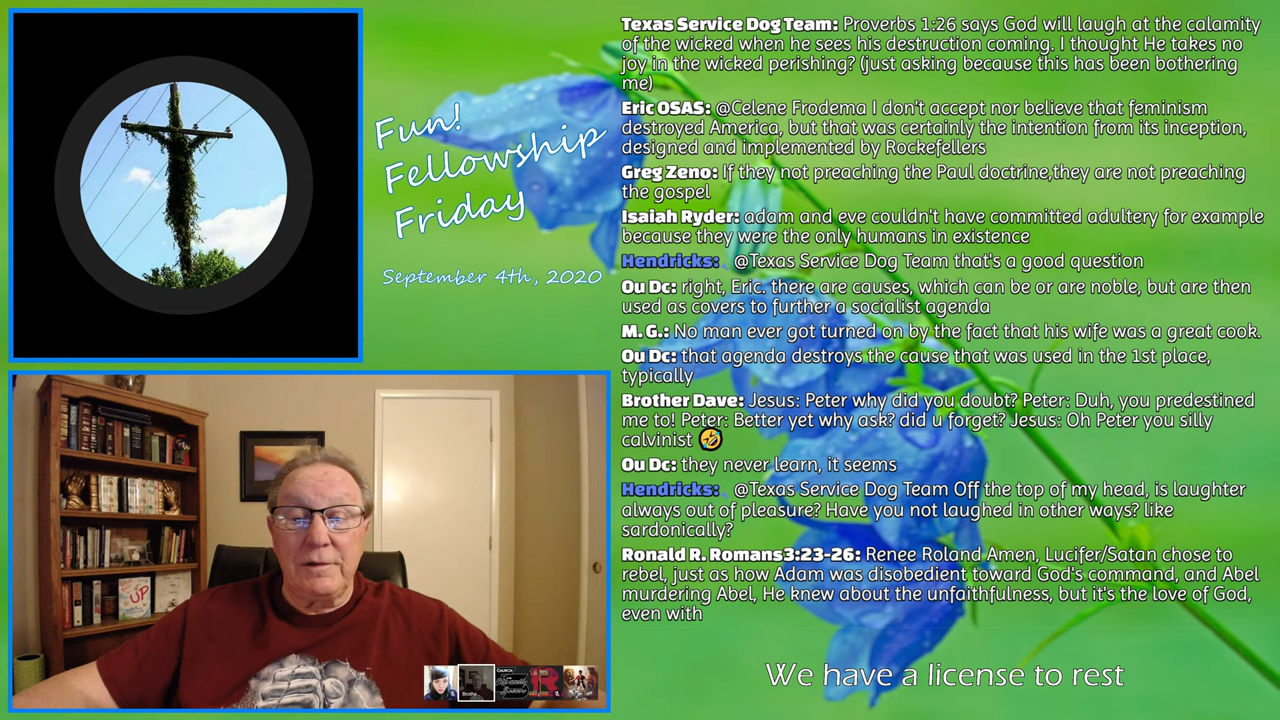 Fun!
Fellowship
Friday
September 4th, 2020
Texas Service Dog Team: Proverbs 1:26 says God will laugh at the calamity
of the wicked when he sees his destruction coming. I thought He takes no
joy in the wicked perishing? (just asking because this has been bothering
me)
Eric OSAS: @Celene Frodema I don't accept nor believe that feminism
destroyed America, but that was certainly the intention from its inception,
designed and implemented by Rockefellers
Greg Zeno: If they not preaching the Paul doctrine,they are not preaching
the gospel
Isaiah Ryder: adam and eve couldn't have committed adultery for example
because they were the only humans in existence
Hendricks: @Texas Service Dog Team that's a good question
Ou Dc: right, Eric. there are causes, which can be or are noble, but are then
used as covers to further a socialist agenda
M. G.: No man ever got turned on by the fact that his wife was a great cook.
Ou Dc: that agenda destroys the cause that was used in the 1st place,
typically
Brother Dave: Jesus: Peter why did you doubt? Peter: Duh, you predestined
me to! Peter: Better yet why ask? did u forget? Jesus: Oh Peter you silly
calvinist 🤣
Ou Dc: they never learn, it seems
Hendricks: @Texas Service Dog Team Off the top of my head, is laughter
always out of pleasure? Have you not laughed in other ways? like
sardonically?
Ronald R. Romans3:23-26: Renee Roland Amen, Lucifer/Satan chose to
rebel, just as how Adam was disobedient toward God's command, and Abel
murdering Abel, He knew about the unfaithfulness, but it's the love of God,
even with
We have a license to rest
UP
Brothe...
CHURCH